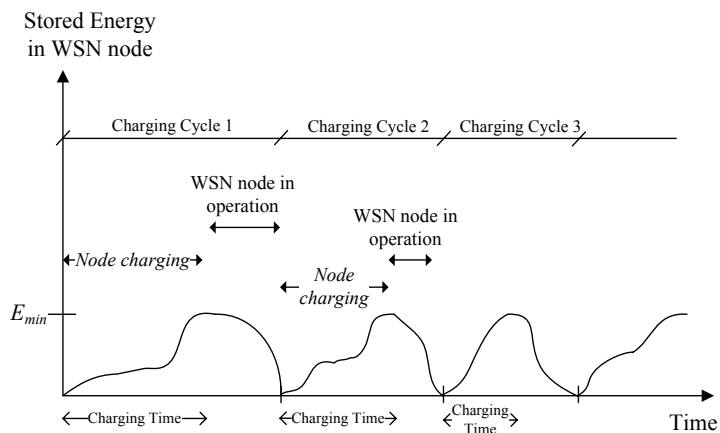 Stored Energy
in WSN node
Charging Cycle 1
Charging Cycle 2
Charging Cycle 3
WSN node in
operation
WSN node in
operation
Node charging
Node
charging
Emin
Charging Time
Charging Time
Charging
Time
Time